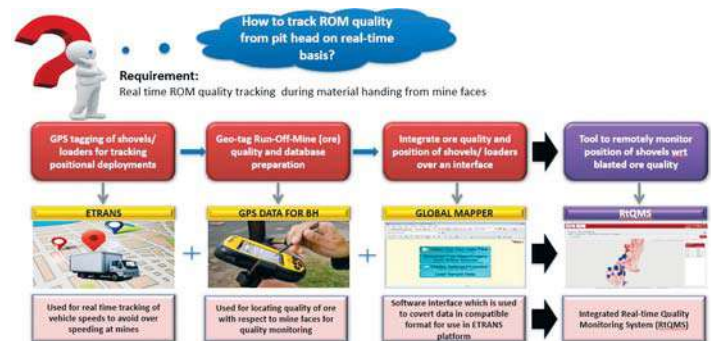 How to track ROM quality
from pit head on real-time
basis?
Requirement:
Real time ROM quality tracking during material handing from mine faces
GPS tagging of shovels/
loaders for tracking
positional deployments
Geo-tag Run-Off-Mine (ore)
quality and database
preparation
Integrate ore quality and
position of shovels/ loaders
over an interface
Tool to remotely monitor
position of shovels wrt
blasted ore quality
ETRANS
GPS DATA FOR BH
GLOBAL MAPPER
RtQMS
Used for real time tracking of
vehicle speeds to avoid over
speeding at mines
Used for locating quality of ore
with respect to mine faces for
quality monitoring
Software interface which is used
to covert data in compatible
format for use in ETRANS
platform
Integrated Real-time Quality
Monitoring System (RtQMS)